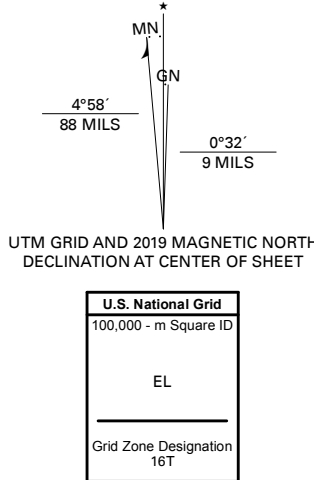 ★
MN
GN
4°58´
88 MILS
0°32´
9 MILS
UTM GRID AND 2019 MAGNETIC NORTH
DECLINATION AT CENTER OF SHEET
U.S. National Grid
100,000 - m Square ID
EL
Grid Zone Designation
16T